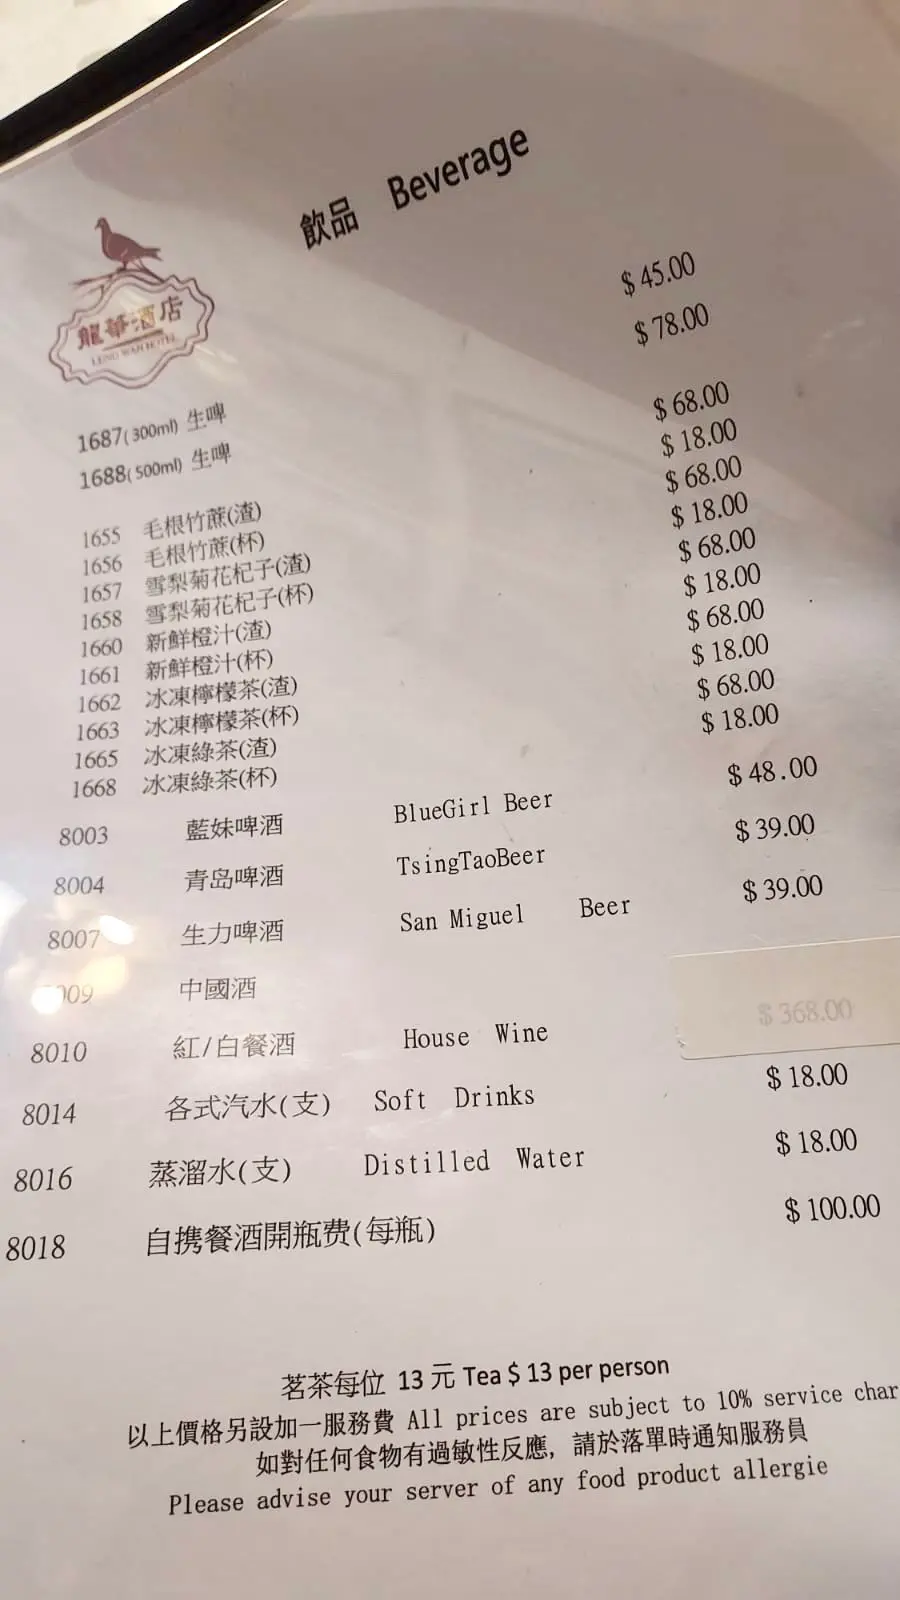 飲品 Beverage
龍華酒店
LUNG WAH HOTEL
1687(300ml) 生啤 $ 45.00
1688(500ml) 生啤 $ 78.00
1655 毛根竹蔗(渣) $ 68.00
1656 毛根竹蔗(杯) $ 18.00
1657 雪梨菊花杞子(渣) $ 68.00
1658 雪梨菊花杞子(杯) $ 18.00
1660 新鮮橙汁(渣) $ 68.00
1661 新鮮橙汁(杯) $ 18.00
1662 冰凍檸檬茶(渣) $ 68.00
1663 冰凍檸檬茶(杯) $ 18.00
1665 冰凍綠茶(渣) $ 68.00
1668 冰凍綠茶(杯) $ 18.00
8003 藍妹啤酒 BlueGirl Beer $ 48.00
8004 青岛啤酒 TsingTaoBeer $ 39.00
8007 生力啤酒 San Miguel Beer $ 39.00
009 中國酒
8010 紅/白餐酒 House Wine $ 368.00
8014 各式汽水(支) Soft Drinks $ 18.00
8016 蒸溜水(支) Distilled Water $ 18.00
8018 自携餐酒開瓶费(每瓶) $ 100.00
茗茶每位 13 元 Tea $ 13 per person
以上價格另設加一服務費 All prices are subject to 10% service char
如對任何食物有過敏性反應, 請於落單時通知服務員
Please advise your server of any food product allergie